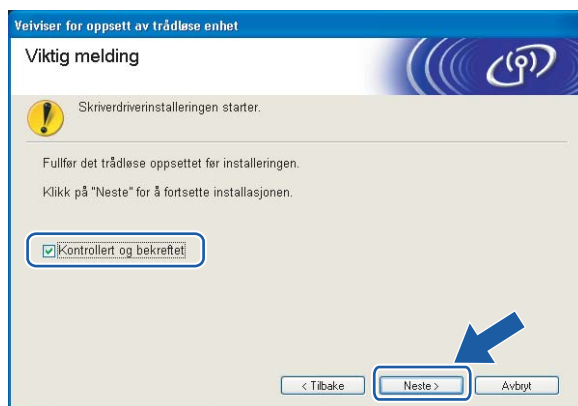 Veiviser for oppsett av trådløse enhet
Viktig melding
Skriverdriverinstalleringen starter.
Fullfør det trådløse oppsettet før installeringen.
Klikk på "Neste" for å fortsette installasjonen.
Kontrollert og bekreftet
< Tilbake
Neste >
Avbryt